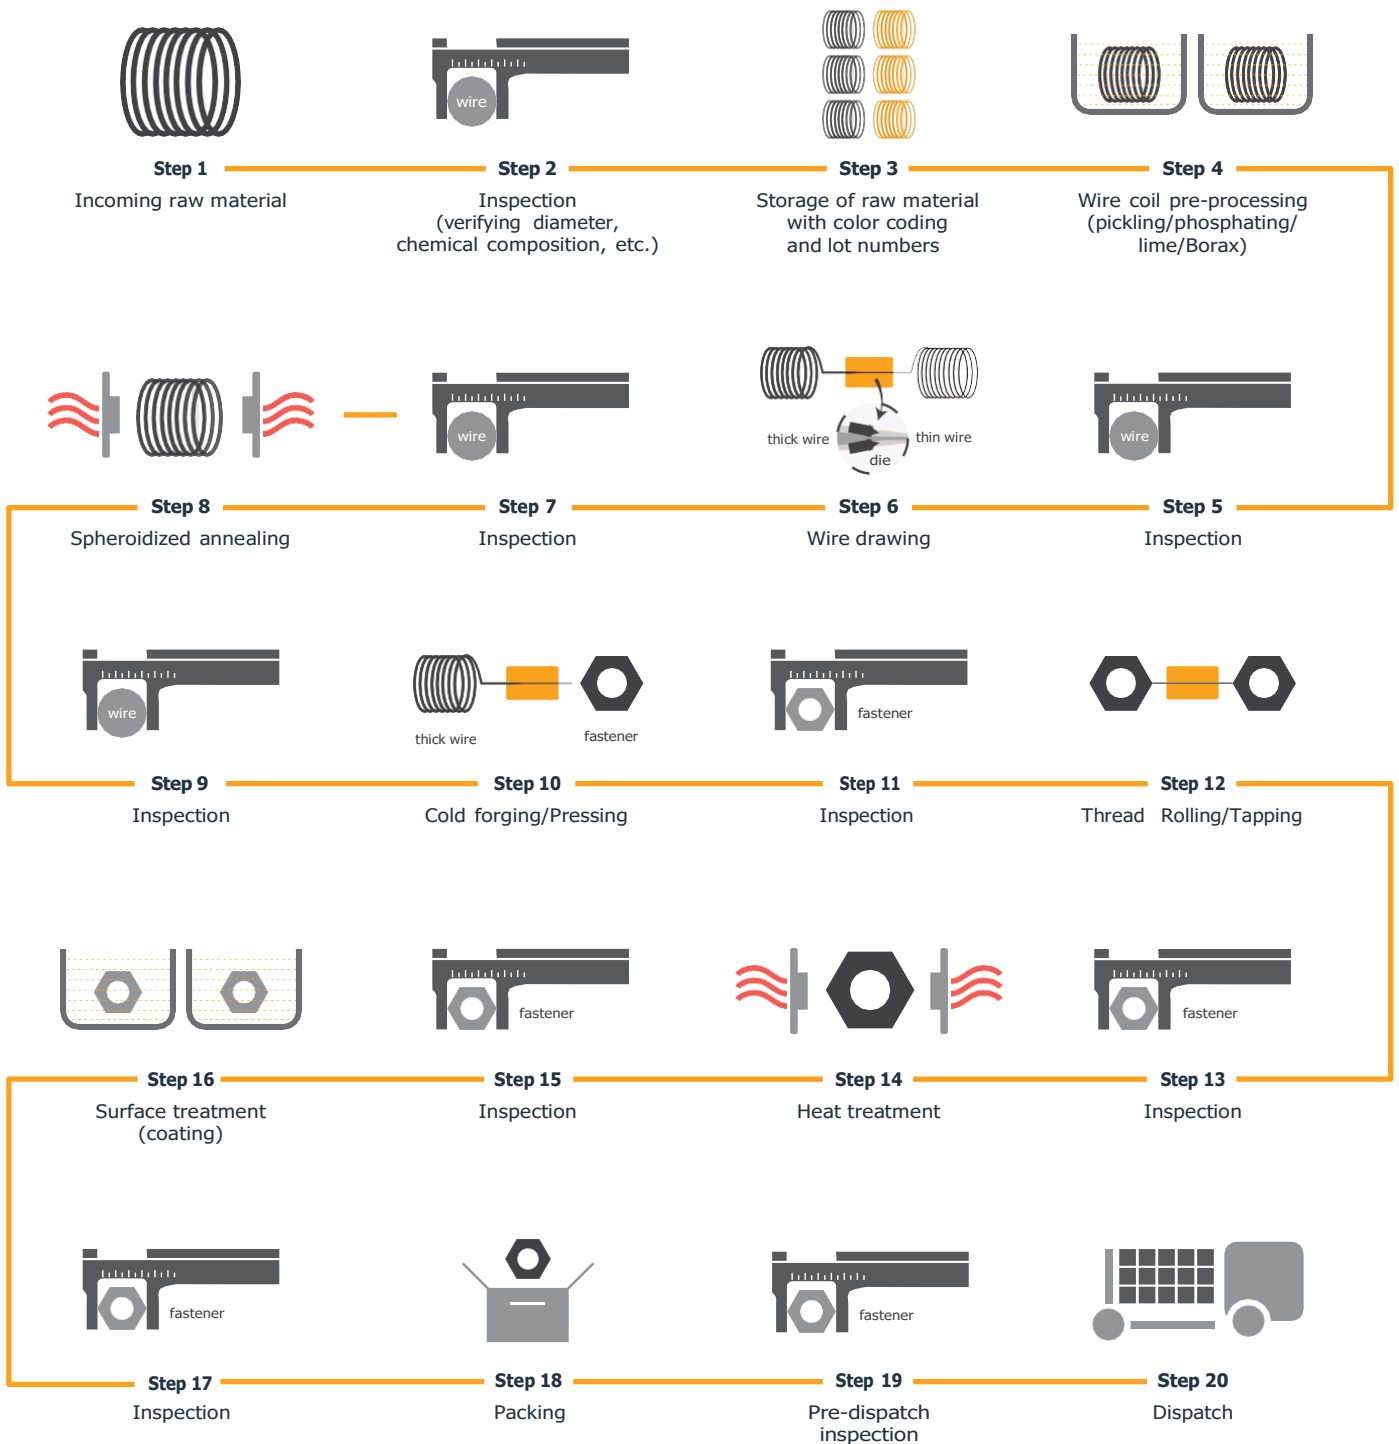 wire
Step 1
Incoming raw material
Step 2
Inspection
(verifying diameter,
chemical composition, etc.)
Step 3
Storage of raw material
with color coding
and lot numbers
Step 4
Wire coil pre-processing
(pickling/phosphating/
lime/Borax)
wire
Step 5
Inspection
thick wire
thin wire
die
Step 6
Wire drawing
wire
Step 7
Inspection
Step 8
Spheroidized annealing
wire
Step 9
Inspection
thick wire
fastener
Step 10
Cold forging/Pressing
fastener
Step 11
Inspection
Step 12
Thread Rolling/Tapping
fastener
Step 13
Inspection
Step 14
Heat treatment
fastener
Step 15
Inspection
Step 16
Surface treatment
(coating)
fastener
Step 17
Inspection
Step 18
Packing
fastener
Step 19
Pre-dispatch
inspection
Step 20
Dispatch